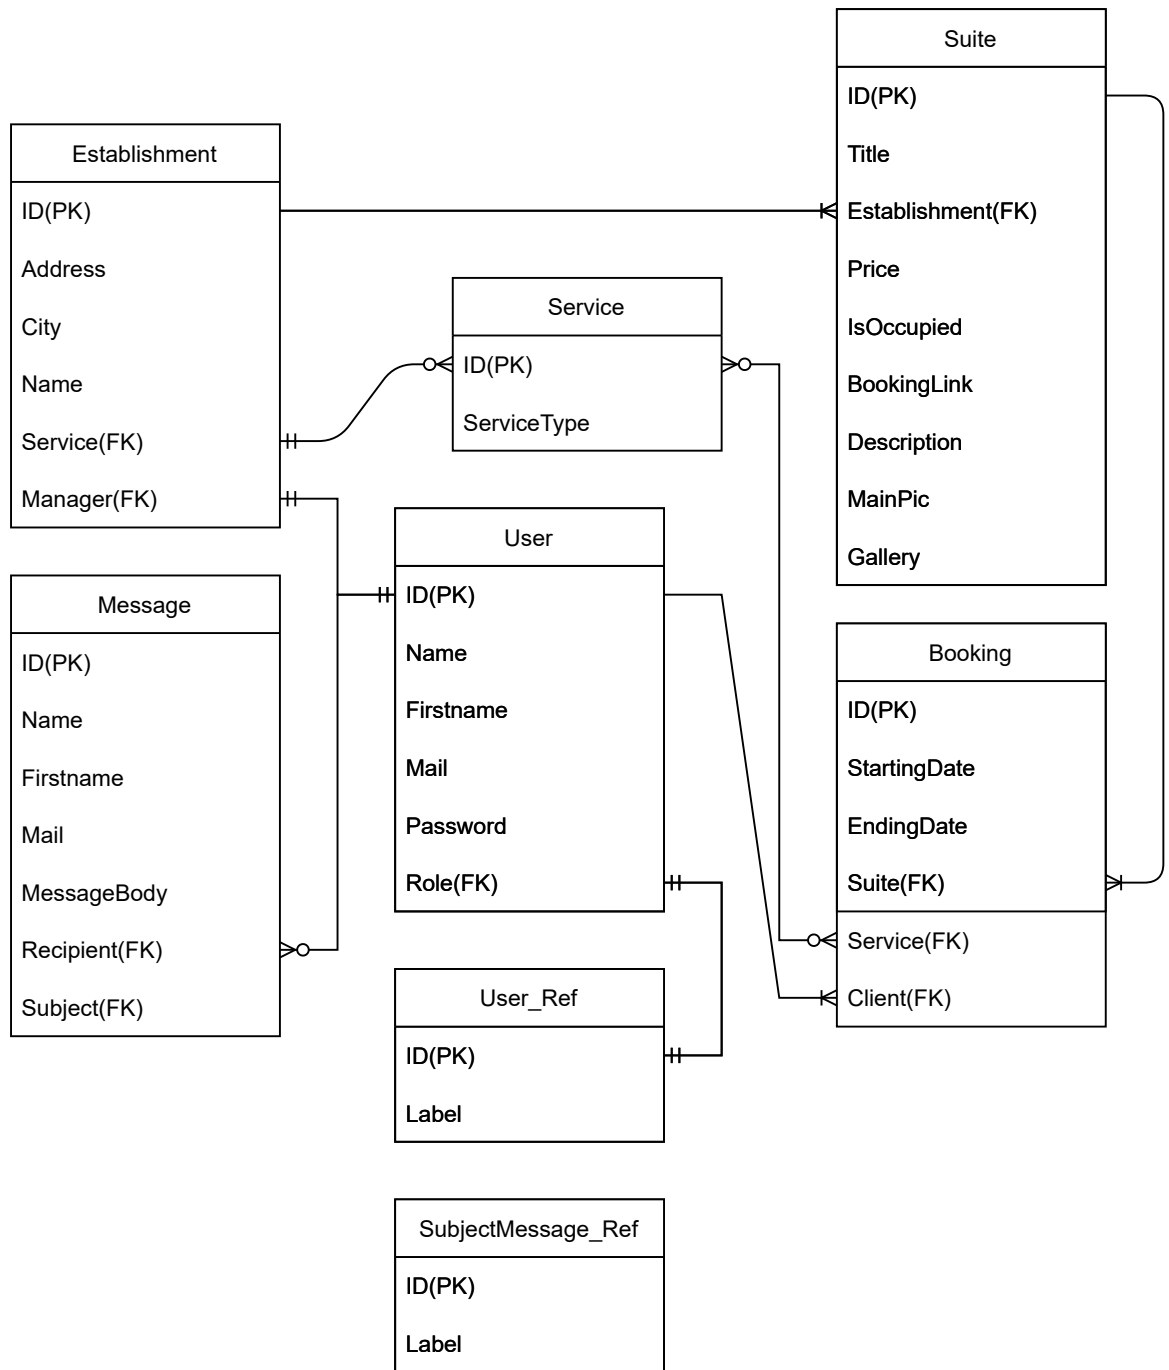 Suite
ID(PK)
Title
Establishment(FK)
Price
IsOccupied
BookingLink
Description
MainPic
Gallery
Establishment
ID(PK)
Address
City
Name
Service(FK)
Manager(FK)
Service
ID(PK)
ServiceType
User
ID(PK)
Name
Firstname
Mail
Password
Role(FK)
Message
ID(PK)
Name
Firstname
Mail
MessageBody
Recipient(FK)
Subject(FK)
Booking
ID(PK)
StartingDate
EndingDate
Suite(FK)
Service(FK)
Client(FK)
User_Ref
ID(PK)
Label
SubjectMessage_Ref
ID(PK)
Label